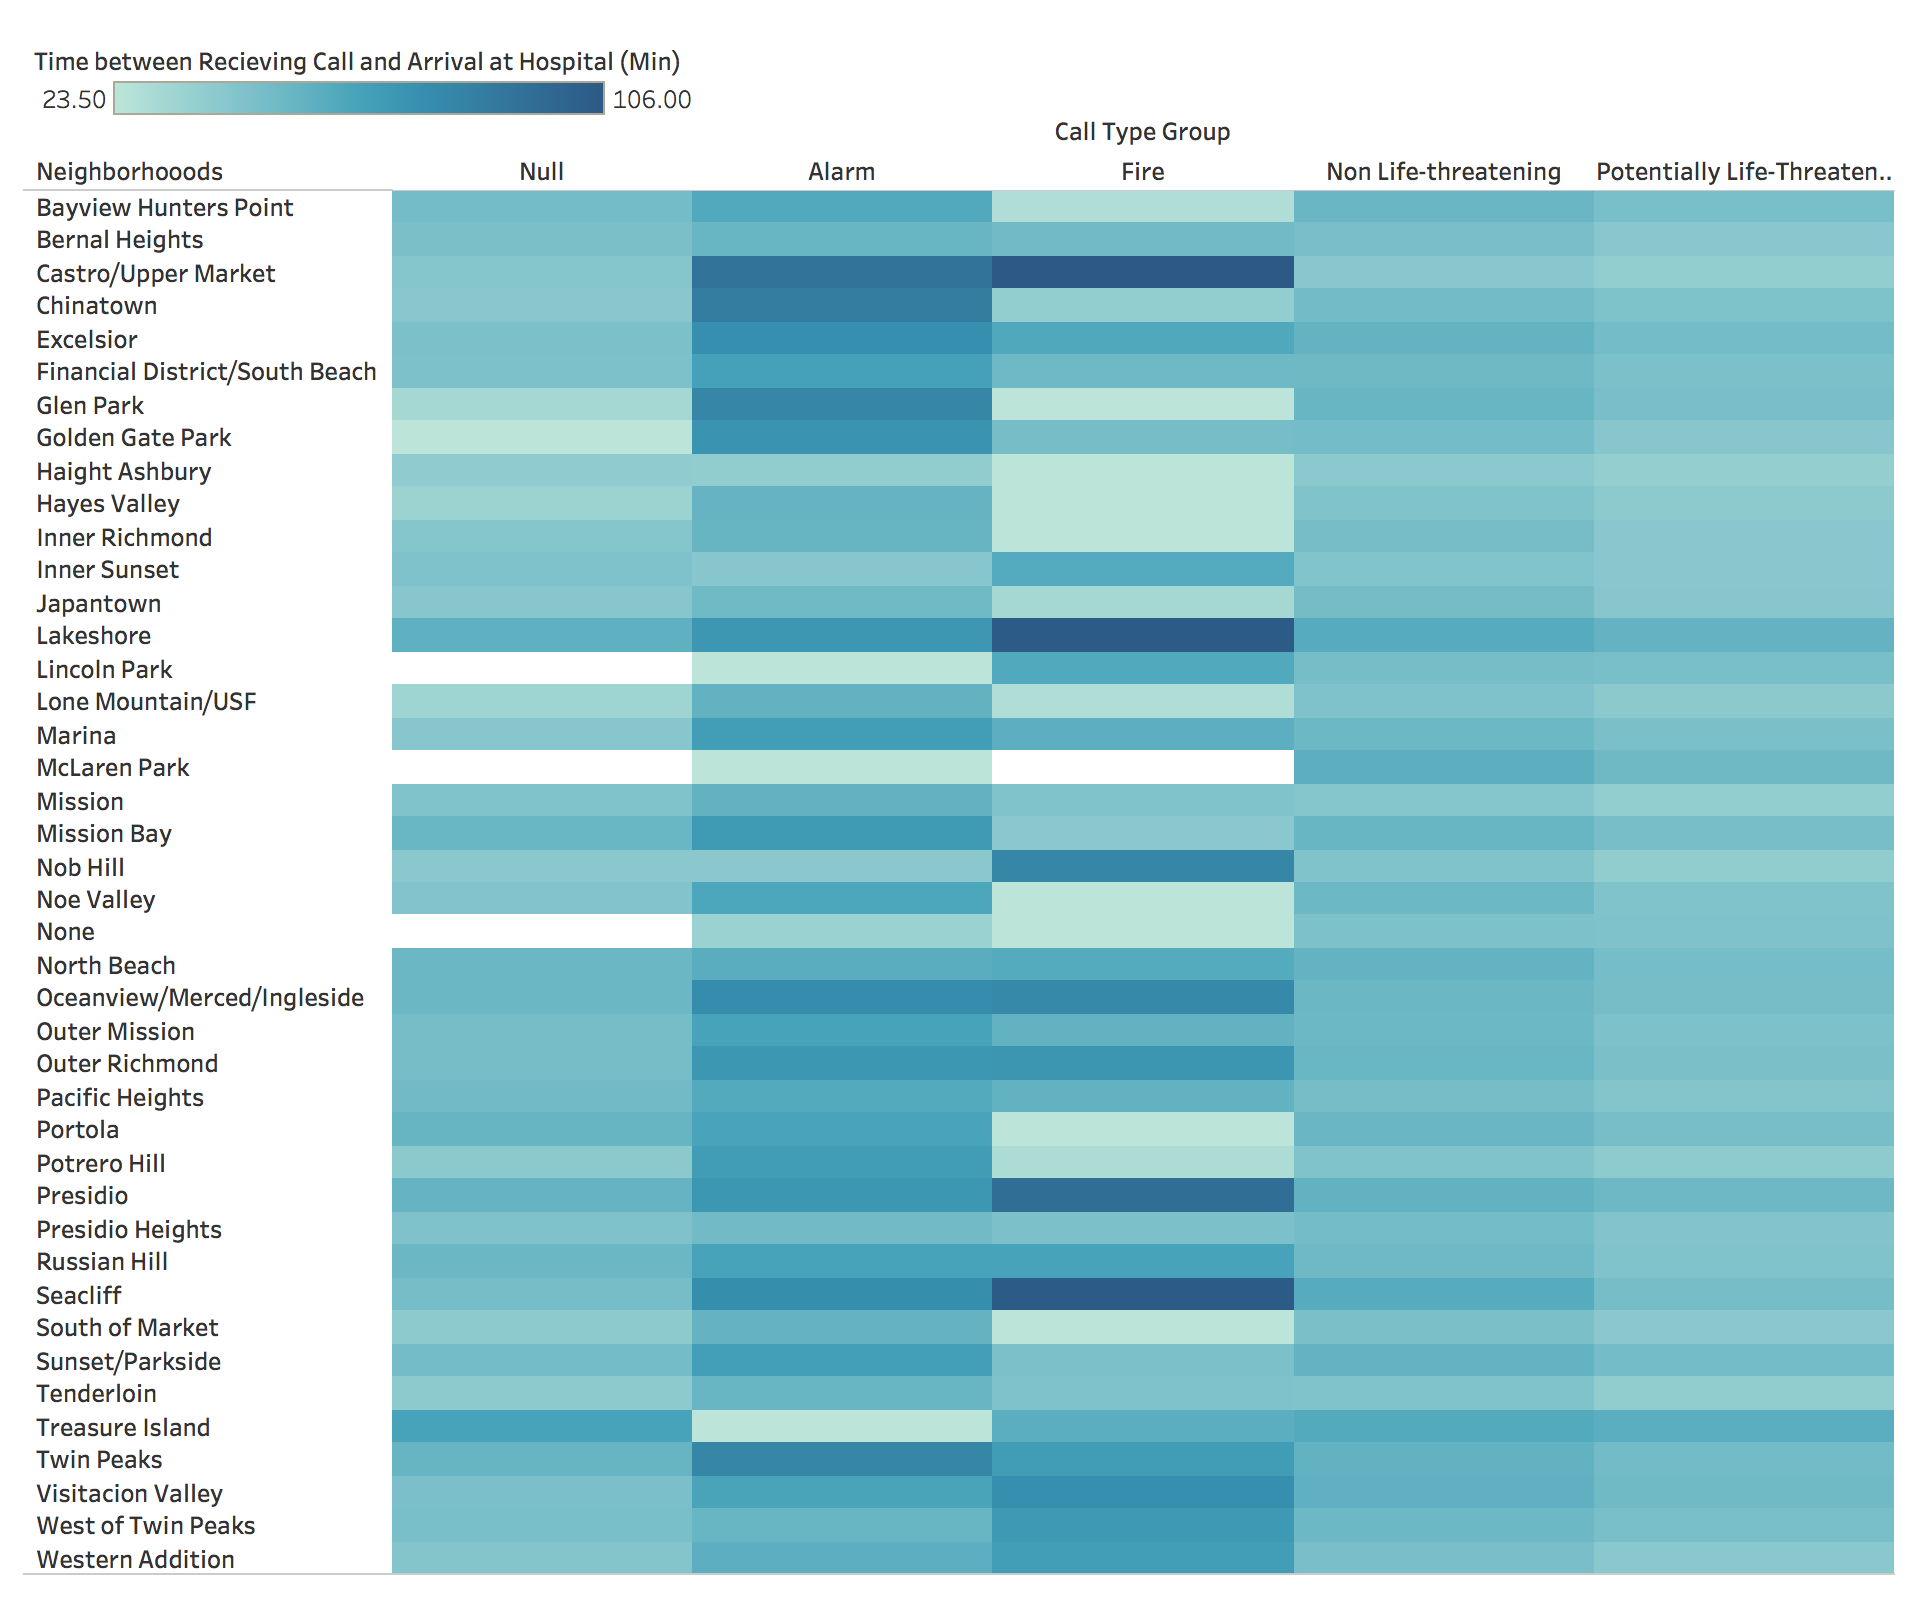 Time between Recieving Call and Arrival at Hospital (Min)
23.50 106.00
Call Type Group
Neighborhooods Null Alarm Fire Non Life-threatening Potentially Life-Threaten..
Bayview Hunters Point
Bernal Heights
Castro/Upper Market
Chinatown
Excelsior
Financial District/South Beach
Glen Park
Golden Gate Park
Haight Ashbury
Hayes Valley
Inner Richmond
Inner Sunset
Japantown
Lakeshore
Lincoln Park
Lone Mountain/USF
Marina
McLaren Park
Mission
Mission Bay
Nob Hill
Noe Valley
None
North Beach
Oceanview/Merced/Ingleside
Outer Mission
Outer Richmond
Pacific Heights
Portola
Potrero Hill
Presidio
Presidio Heights
Russian Hill
Seacliff
South of Market
Sunset/Parkside
Tenderloin
Treasure Island
Twin Peaks
Visitacion Valley
West of Twin Peaks
Western Addition